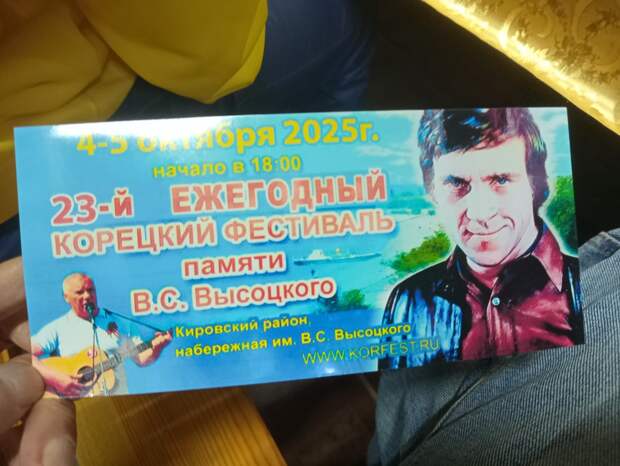 4-5 октября 2025г.
начало в 18:00
23-й ЕЖЕГОДНЫЙ
КОРЕЦКИЙ ФЕСТИВАЛЬ
памяти
В.С. Высоцкого
Кировский район,
набережная им. В.С. Высоцкого
WWW.KORFEST.RU